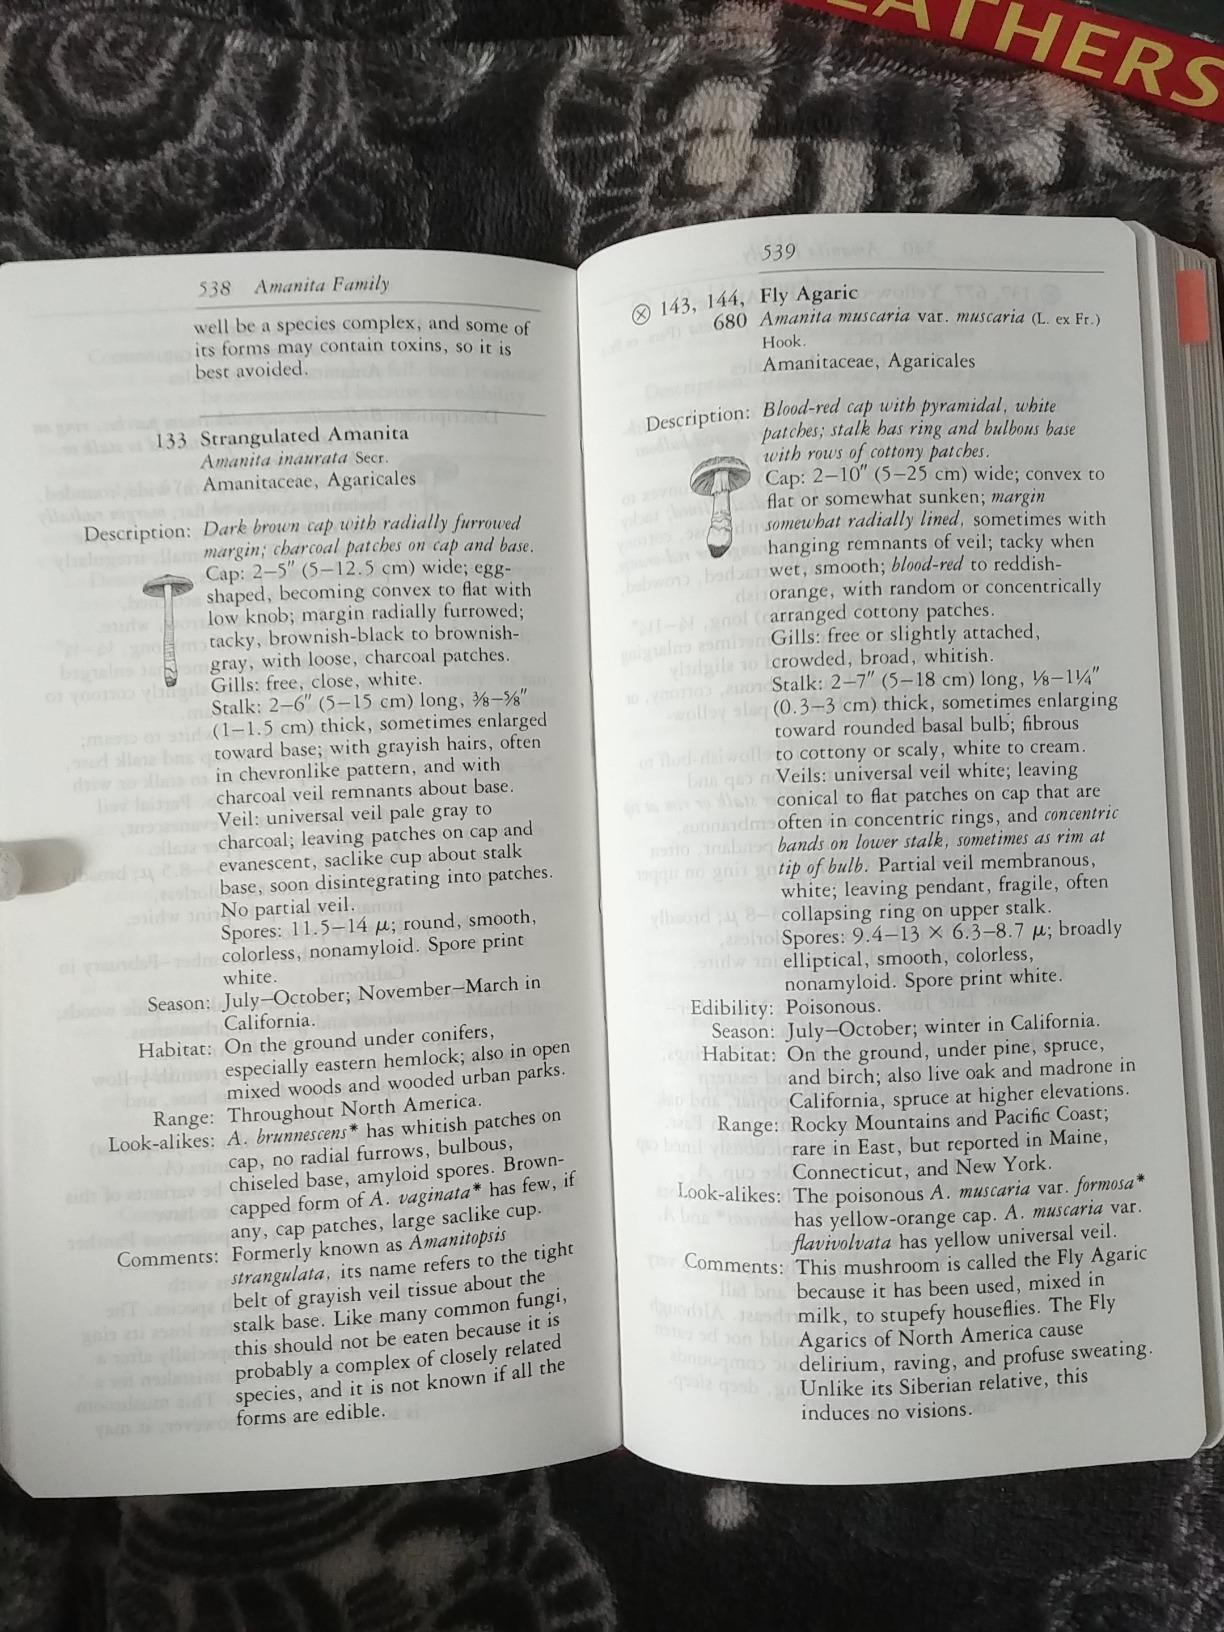 EATHERS
538 Amanita Family
well be a species complex, and some of
its forms may contain toxins, so it is
best avoided.
133 Strangulated Amanita
Amanita inaurata Secr.
Amanitaceae, Agaricales
Description: Dark brown cap with radially furrowed
margin; charcoal patches on cap and base.
Cap: 2–5" (5–12.5 cm) wide; egg-
shaped, becoming convex to flat with
low knob; margin radially furrowed;
tacky, brownish-black to brownish-
gray, with loose, charcoal patches.
Gills: free, close, white.
Stalk: 2–6" (5–15 cm) long, ⅜–⅝"
(1–1.5 cm) thick, sometimes enlarged
toward base; with grayish hairs, often
in chevronlike pattern, and with
charcoal veil remnants about base.
Veil: universal veil pale gray to
charcoal; leaving patches on cap and
evanescent, saclike cup about stalk
base, soon disintegrating into patches.
No partial veil.
Spores: 11.5–14 μ; round, smooth,
colorless, nonamyloid. Spore print
white.
Season: July–October; November–March in
California.
Habitat: On the ground under conifers,
especially eastern hemlock; also in open
mixed woods and wooded urban parks.
Range: Throughout North America.
Look-alikes: A. brunnescens* has whitish patches on
cap, no radial furrows, bulbous,
chiseled base, amyloid spores. Brown-
capped form of A. vaginata* has few, if
any, cap patches, large saclike cup.
Comments: Formerly known as Amanitopsis
strangulata, its name refers to the tight
belt of grayish veil tissue about the
stalk base. Like many common fungi,
this should not be eaten because it is
probably a complex of closely related
species, and it is not known if all the
forms are edible.
539
143, 144, Fly Agaric
680 Amanita muscaria var. muscaria (L. ex Fr.)
Hook.
Amanitaceae, Agaricales
Description: Blood-red cap with pyramidal, white
patches; stalk has ring and bulbous base
with rows of cottony patches.
Cap: 2–10" (5–25 cm) wide; convex to
flat or somewhat sunken; margin
somewhat radially lined, sometimes with
hanging remnants of veil; tacky when
wet, smooth; blood-red to reddish-
orange, with random or concentrically
arranged cottony patches.
Gills: free or slightly attached,
crowded, broad, whitish.
Stalk: 2–7" (5–18 cm) long, ⅛–1¼"
(0.3–3 cm) thick, sometimes enlarging
toward rounded basal bulb; fibrous
to cottony or scaly, white to cream.
Veils: universal veil white; leaving
conical to flat patches on cap that are
often in concentric rings, and concentric
bands on lower stalk, sometimes as rim at
tip of bulb. Partial veil membranous,
white; leaving pendant, fragile, often
collapsing ring on upper stalk.
Spores: 9.4–13 × 6.3–8.7 μ; broadly
elliptical, smooth, colorless,
nonamyloid. Spore print white.
Edibility: Poisonous.
Season: July–October; winter in California.
Habitat: On the ground, under pine, spruce,
and birch; also live oak and madrone in
California, spruce at higher elevations.
Range: Rocky Mountains and Pacific Coast;
rare in East, but reported in Maine,
Connecticut, and New York.
Look-alikes: The poisonous A. muscaria var. formosa*
has yellow-orange cap. A. muscaria var.
flavivolvata has yellow universal veil.
Comments: This mushroom is called the Fly Agaric
because it has been used, mixed in
milk, to stupefy houseflies. The Fly
Agarics of North America cause
delirium, raving, and profuse sweating.
Unlike its Siberian relative, this
induces no visions.